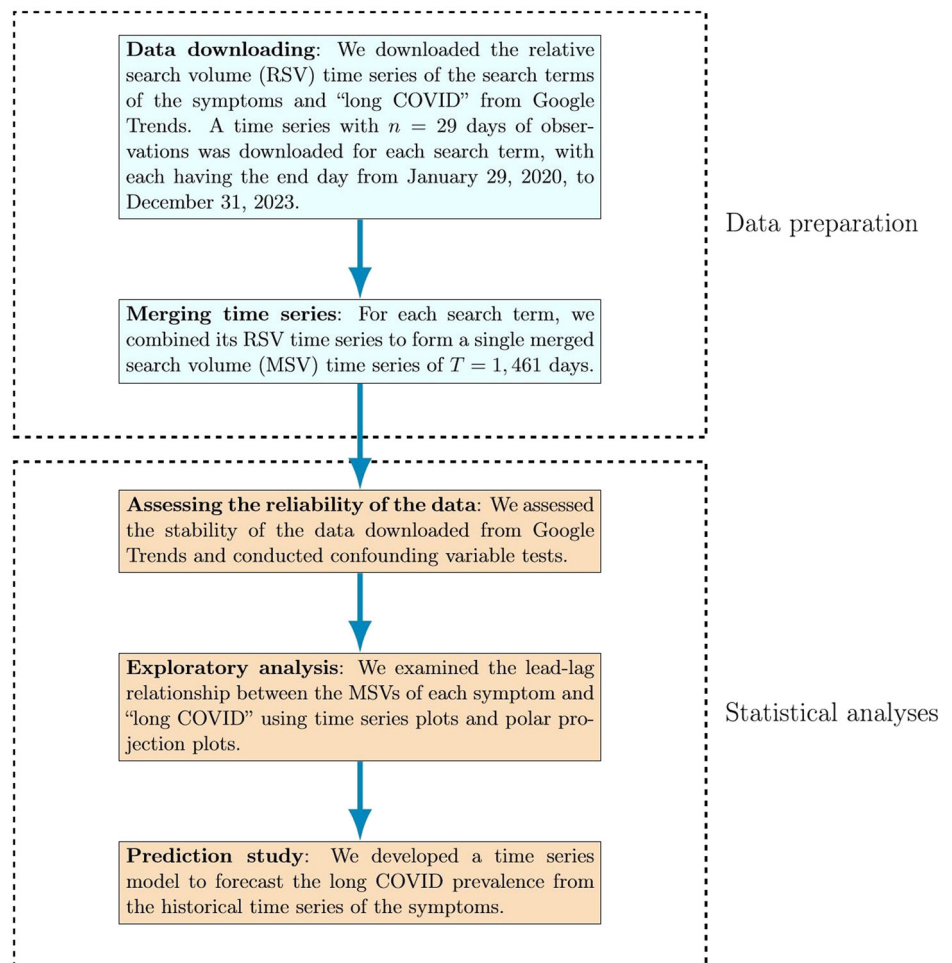 Data downloading: We downloaded the relative
search volume (RSV) time series of the search terms
of the symptoms and “long COVID” from Google
Trends. A time series with n = 29 days of obser-
vations was downloaded for each search term, with
each having the end day from January 29, 2020, to
December 31, 2023.
Data preparation
Merging time series: For each search term, we
combined its RSV time series to form a single merged
search volume (MSV) time series of T = 1, 461 days.
Assessing the reliability of the data: We assessed
the stability of the data downloaded from Google
Trends and conducted confounding variable tests.
Exploratory analysis: We examined the lead-lag
relationship between the MSVs of each symptom and
“long COVID” using time series plots and polar pro-
jection plots.
Statistical analyses
Prediction study: We developed a time series
model to forecast the long COVID prevalence from
the historical time series of the symptoms.